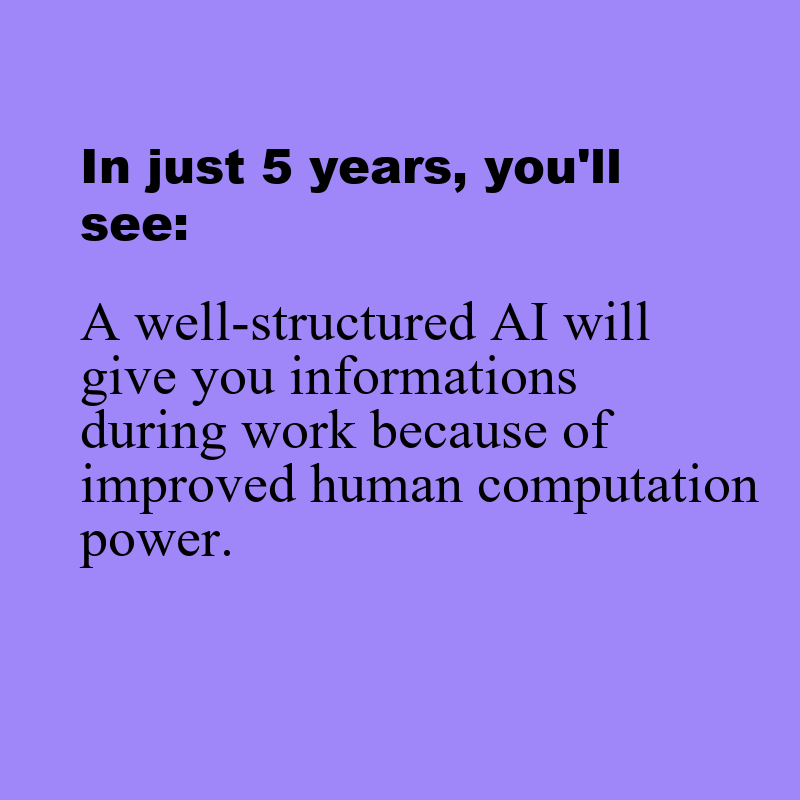 In just 5 years, you'll
see:
A well-structured AI will
give you informations
during work because of
improved human computation
power.